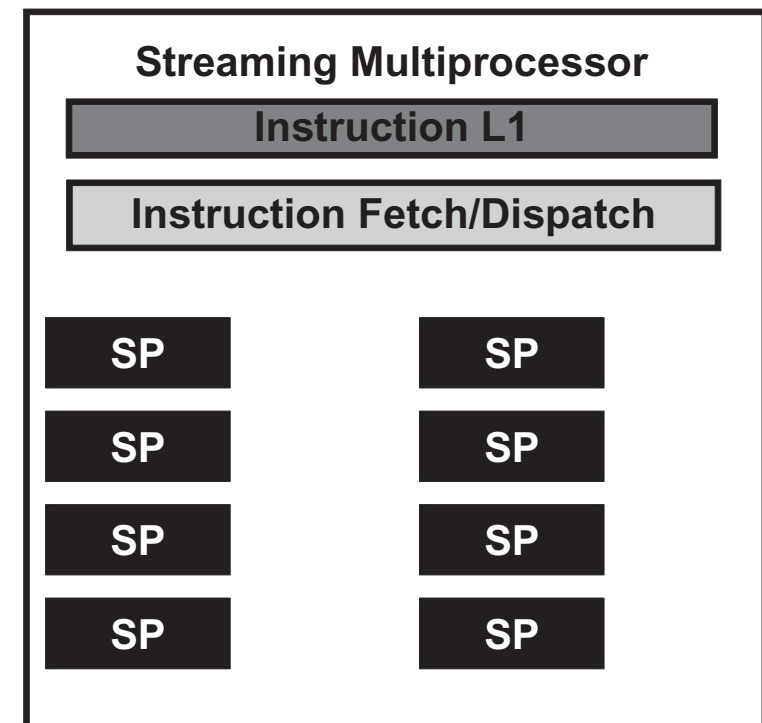 Streaming Multiprocessor
Instruction L1
Instruction Fetch/Dispatch
SP SP
SP SP
SP SP
SP SP